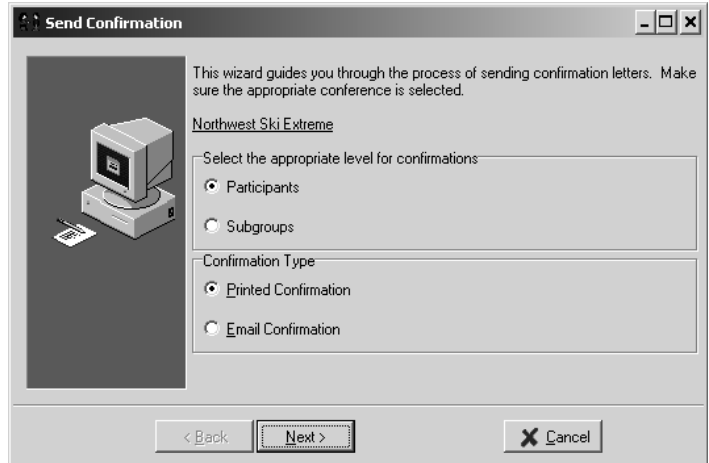 Send Confirmation
This wizard guides you through the process of sending confirmation letters. Make
sure the appropriate conference is selected.
Northwest Ski Extreme
Select the appropriate level for confirmations
Participants
Subgroups
Confirmation Type
Printed Confirmation
Email Confirmation
< Back
Next >
Cancel